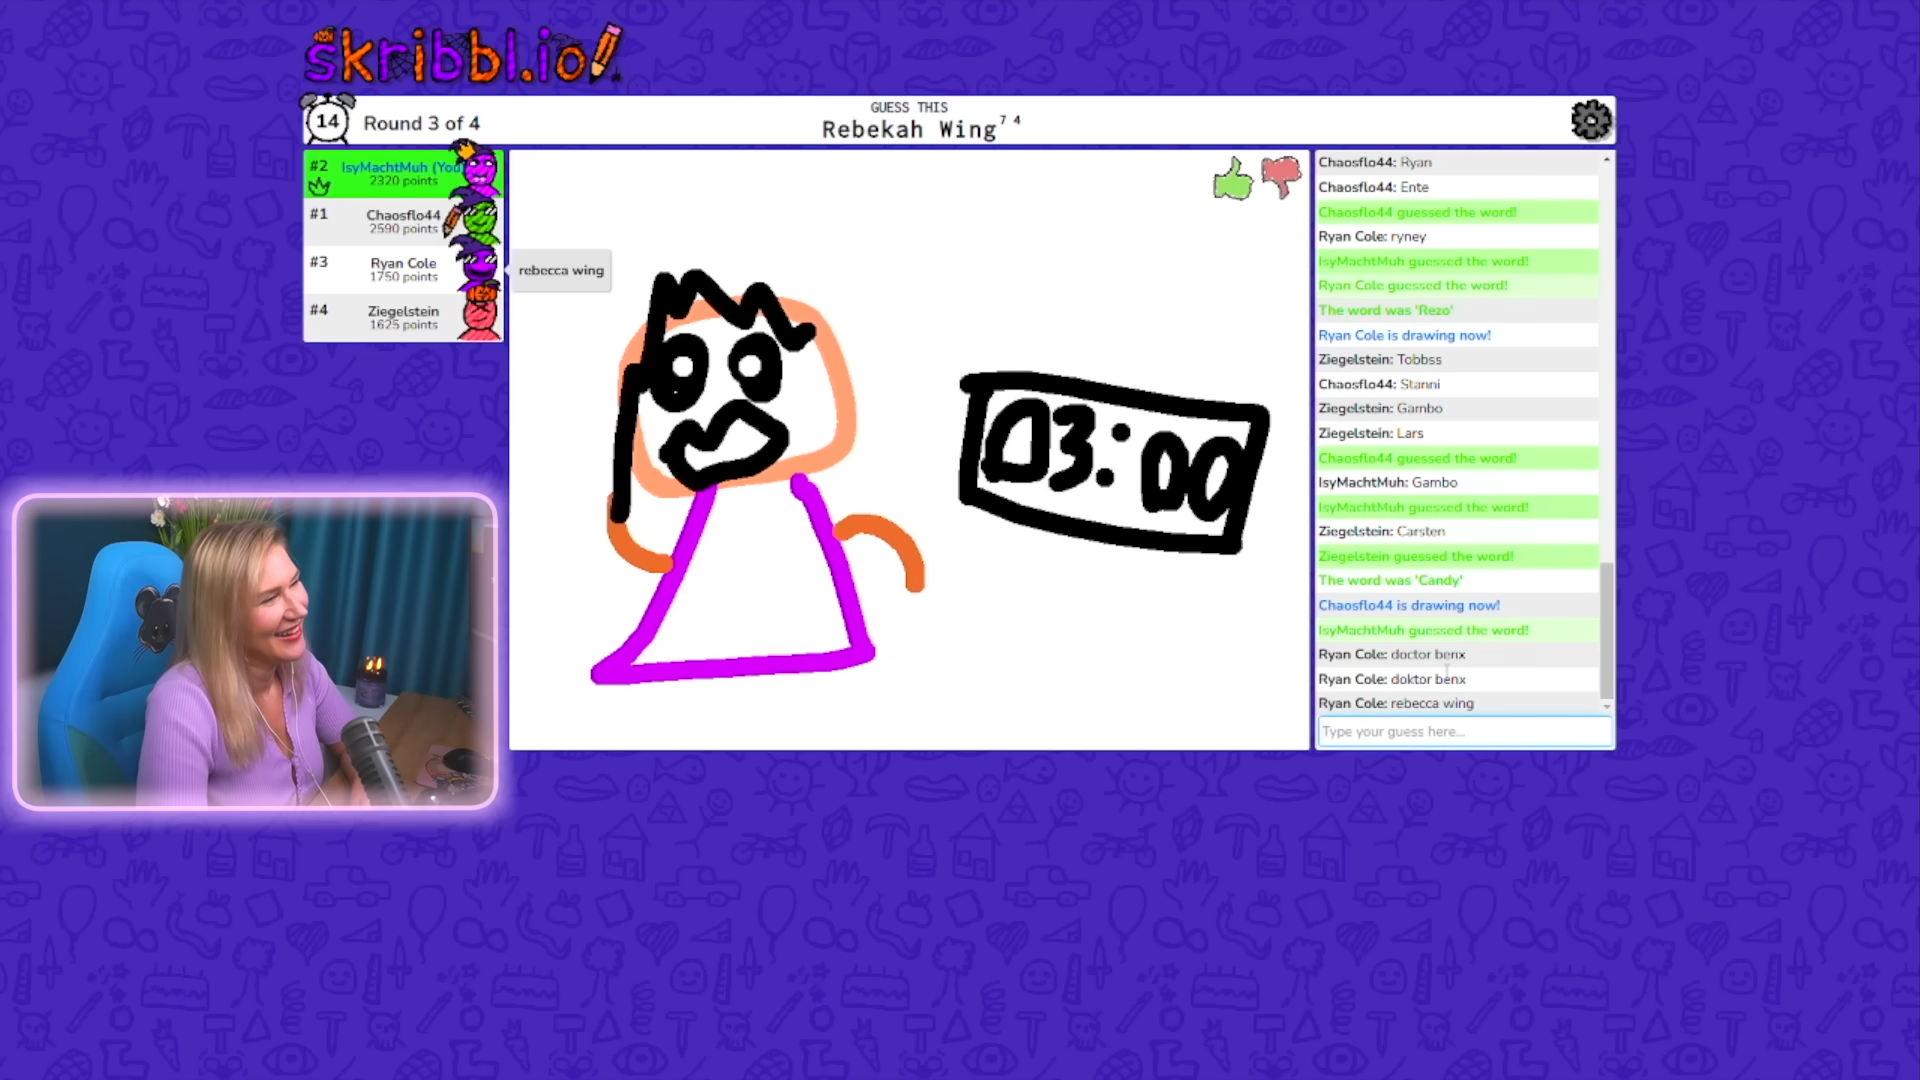 skribbl.io
14
Round 3 of 4
GUESS THIS
Rebekah Wing 7 4
#2 IsyMachtMuh (You)
2320 points
#1 Chaosflo44
2590 points
#3 Ryan Cole
1750 points
#4 Ziegelstein
1625 points
rebecca wing
03:00
Chaosflo44: Ryan
Chaosflo44: Ente
Chaosflo44 guessed the word!
Ryan Cole: ryney
IsyMachtMuh guessed the word!
Ryan Cole guessed the word!
The word was 'Rezo'
Ryan Cole is drawing now!
Ziegelstein: Tobbss
Chaosflo44: Stanni
Ziegelstein: Gambo
Ziegelstein: Lars
Chaosflo44 guessed the word!
IsyMachtMuh: Gambo
IsyMachtMuh guessed the word!
Ziegelstein: Carsten
Ziegelstein guessed the word!
The word was 'Candy'
Chaosflo44 is drawing now!
IsyMachtMuh guessed the word!
Ryan Cole: doctor benx
Ryan Cole: doktor benx
Ryan Cole: rebecca wing
Type your guess here...